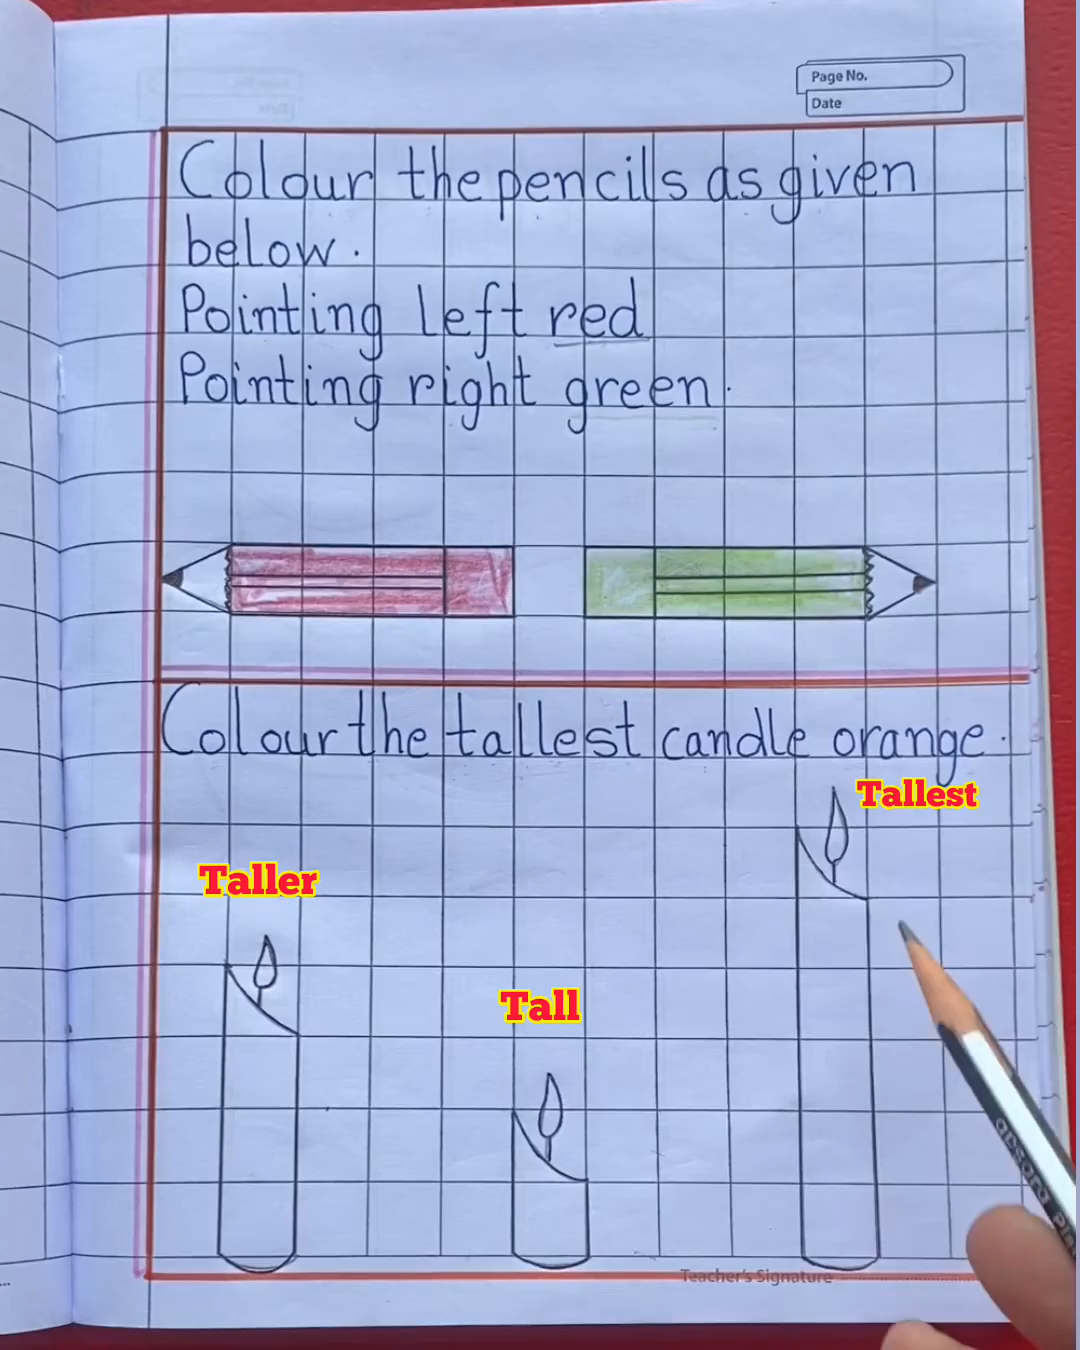 Page No.
Date
Colour the pencils as given
below.
Pointing left red
Pointing right green.
Colour the tallest candle orange.
Tallest
Taller
Tall
apsara
Teacher's Signature